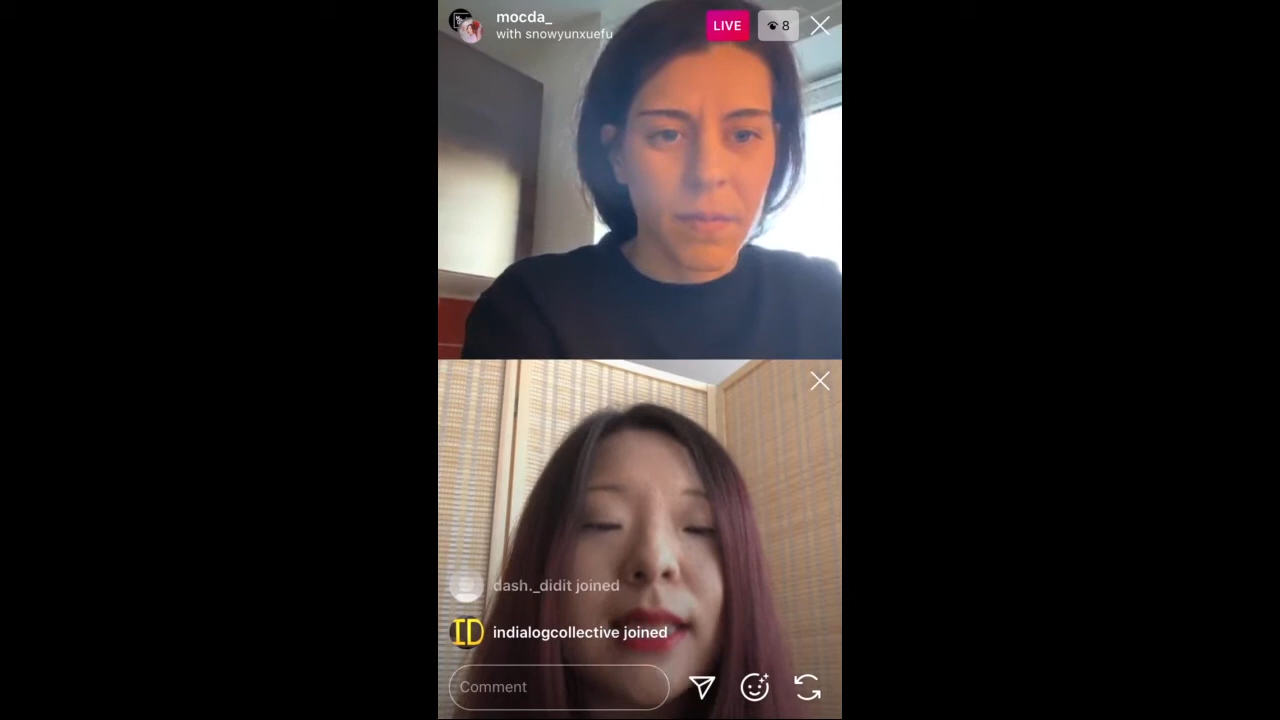 mocda_
with snowyunxuefu
LIVE
8
dash._didit joined
ID
indialogcollective joined
Comment